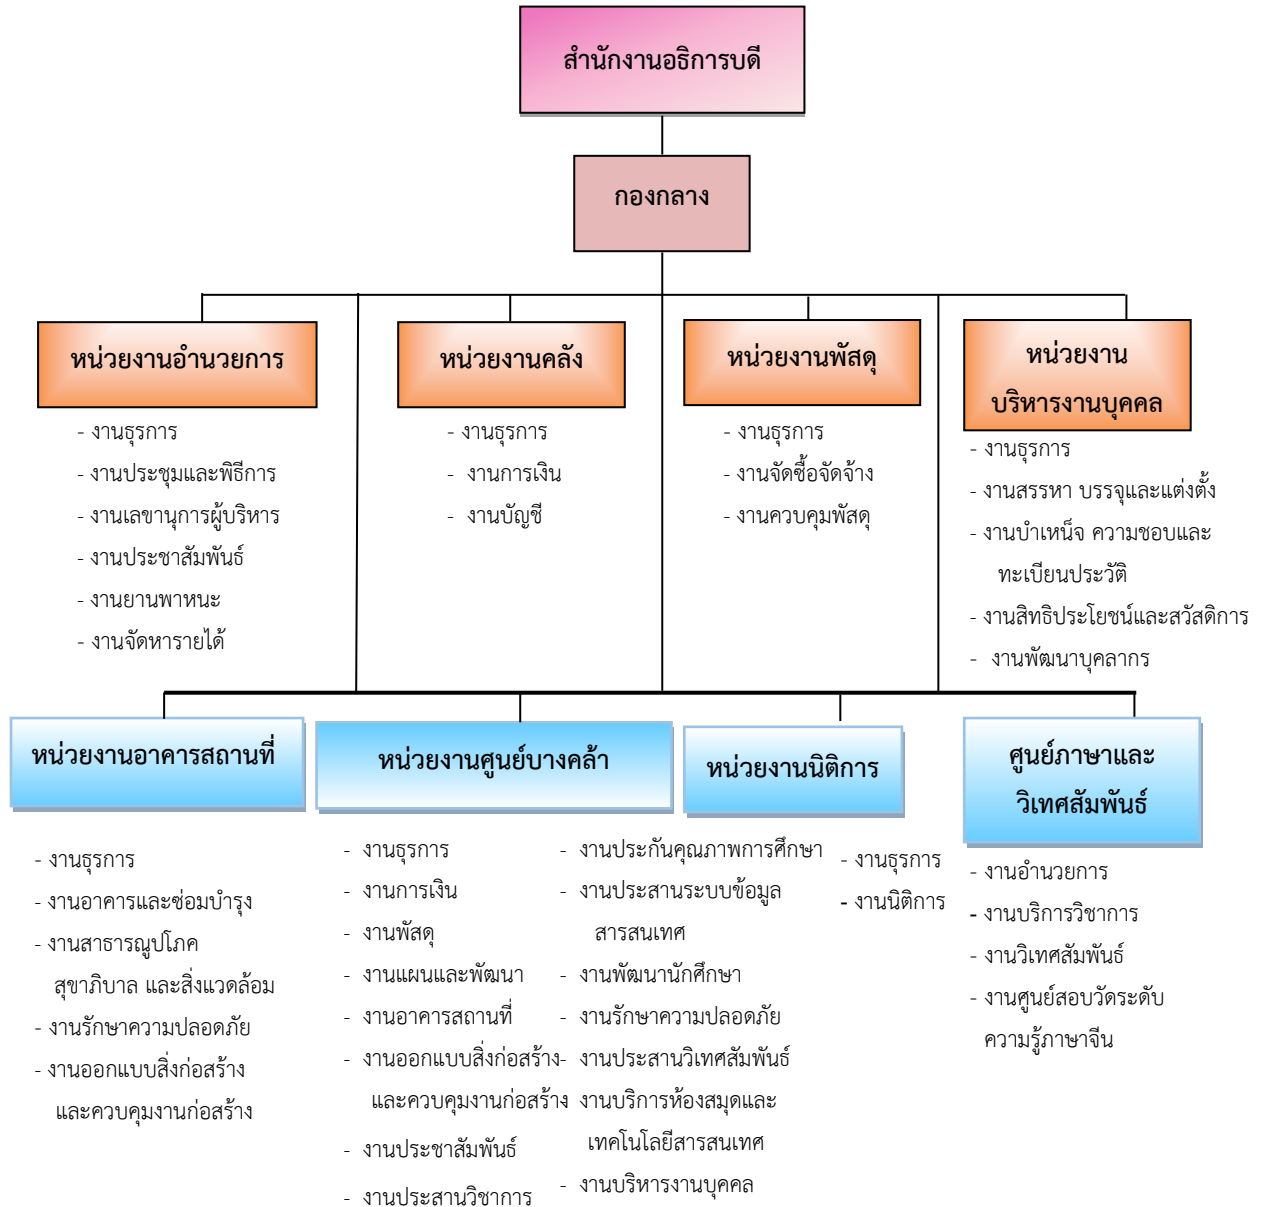 สำนักงานอธิการบดี
กองกลาง
หน่วยงานอำนวยการ
- งานธุรการ
- งานประชุมและพิธีการ
- งานเลขานุการผู้บริหาร
- งานประชาสัมพันธ์
- งานยานพาหนะ
- งานจัดหารายได้
หน่วยงานคลัง
- งานธุรการ
- งานการเงิน
- งานบัญชี
หน่วยงานพัสดุ
- งานธุรการ
- งานจัดซื้อจัดจ้าง
- งานควบคุมพัสดุ
หน่วยงาน
บริหารงานบุคคล
- งานธุรการ
- งานสรรหา บรรจุและแต่งตั้ง
- งานบำเหน็จ ความชอบและ
ทะเบียนประวัติ
- งานสิทธิประโยชน์และสวัสดิการ
- งานพัฒนาบุคลากร
หน่วยงานอาคารสถานที่
- งานธุรการ
- งานอาคารและซ่อมบำรุง
- งานสาธารณูปโภค
สุขาภิบาล และสิ่งแวดล้อม
- งานรักษาความปลอดภัย
- งานออกแบบสิ่งก่อสร้าง
และควบคุมงานก่อสร้าง
หน่วยงานศูนย์บางคล้า
- งานธุรการ
- งานการเงิน
- งานพัสดุ
- งานแผนและพัฒนา
- งานอาคารสถานที่
- งานออกแบบสิ่งก่อสร้าง
และควบคุมงานก่อสร้าง
- งานประชาสัมพันธ์
- งานประสานวิชาการ
- งานประกันคุณภาพการศึกษา
- งานประสานระบบข้อมูล
สารสนเทศ
- งานพัฒนานักศึกษา
- งานรักษาความปลอดภัย
- งานประสานวิเทศสัมพันธ์
- งานบริการห้องสมุดและ
เทคโนโลยีสารสนเทศ
- งานบริหารงานบุคคล
หน่วยงานนิติการ
- งานธุรการ
- งานนิติการ
ศูนย์ภาษาและ
วิเทศสัมพันธ์
- งานอำนวยการ
- งานบริการวิชาการ
- งานวิเทศสัมพันธ์
- งานศูนย์สอบวัดระดับ
ความรู้ภาษาจีน